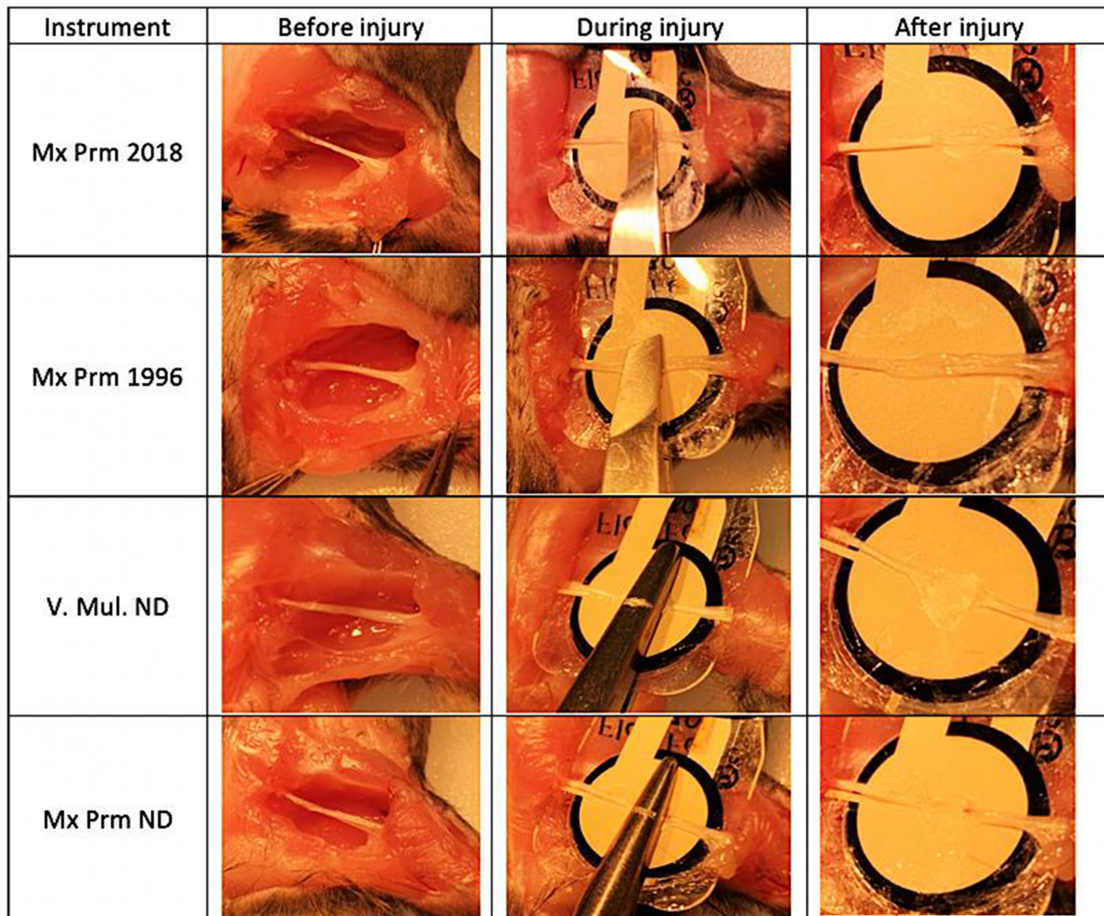 Instrument Before injury During injury After injury
Mx Prm 2018
Mx Prm 1996
V. Mul. ND
Mx Prm ND